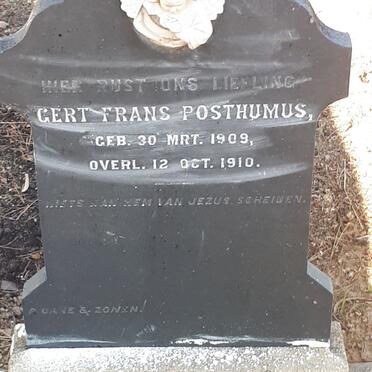 HIER RUST ONS LIEFLING
GERT FRANS POSTHUMUS,
GEB. 30 MRT. 1909,
OVERL. 12 OCT. 1910.
NIETS KAN HEM VAN JEZUS SCHEIDEN.
& ZONEN.